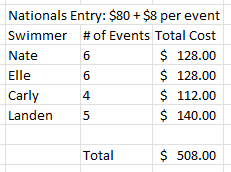 Nationals Entry: $80 + $8 per event
Swimmer # of Events Total Cost
Nate 6 $ 128.00
Elle 6 $ 128.00
Carly 4 $ 112.00
Landen 5 $ 140.00
Total $ 508.00